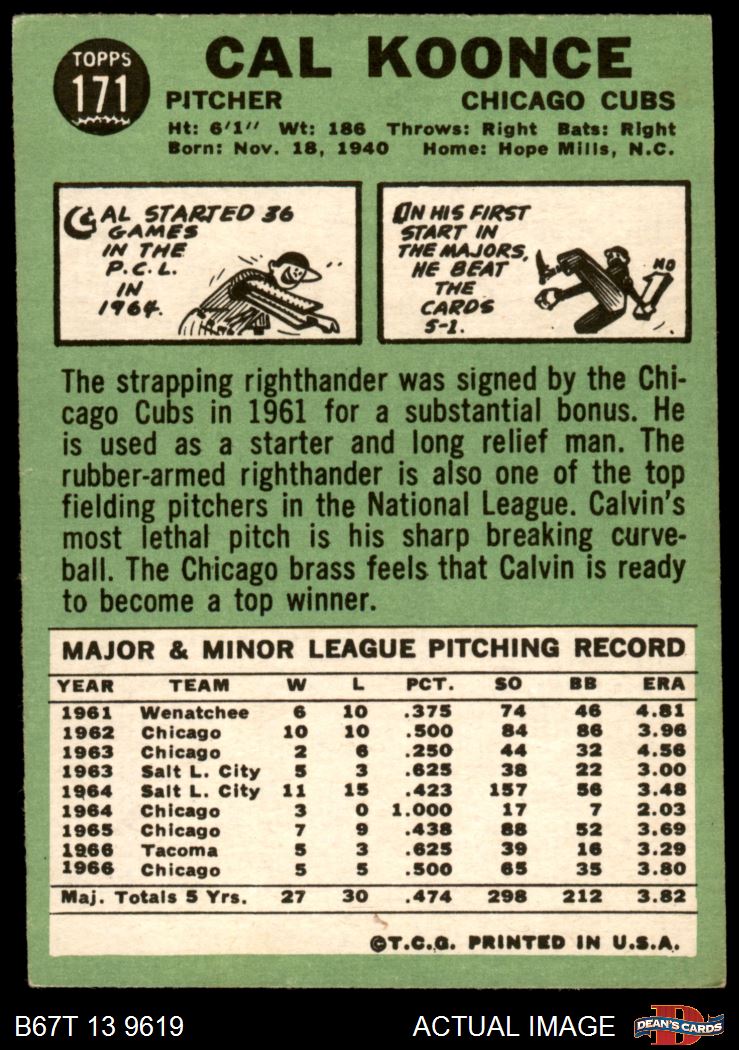 TOPPS
171
CAL KOONCE
PITCHER CHICAGO CUBS
Ht: 6'1" Wt: 186 Throws: Right Bats: Right
Born: Nov. 18, 1940 Home: Hope Mills, N.C.
CAL STARTED 36
GAMES
IN THE
P.C.L.
IN
1964.
ON HIS FIRST
START IN
THE MAJORS,
HE BEAT
THE
CARDS
5-1.
NO
The strapping righthander was signed by the Chi-
cago Cubs in 1961 for a substantial bonus. He
is used as a starter and long relief man. The
rubber-armed righthander is also one of the top
fielding pitchers in the National League. Calvin's
most lethal pitch is his sharp breaking curve-
ball. The Chicago brass feels that Calvin is ready
to become a top winner.
MAJOR & MINOR LEAGUE PITCHING RECORD
YEAR TEAM W L PCT. SO BB ERA
1961 Wenatchee 6 10 .375 74 46 4.81
1962 Chicago 10 10 .500 84 86 3.96
1963 Chicago 2 6 .250 44 32 4.56
1963 Salt L. City 5 3 .625 38 22 3.00
1964 Salt L. City 11 15 .423 157 56 3.48
1964 Chicago 3 0 1.000 17 7 2.03
1965 Chicago 7 9 .438 88 52 3.69
1966 Tacoma 5 3 .625 39 16 3.29
1966 Chicago 5 5 .500 65 35 3.80
Maj. Totals 5 Yrs. 27 30 .474 298 212 3.82
©T.C.G. PRINTED IN U.S.A.
B67T 13 9619 ACTUAL IMAGE
DEAN'S CARDS